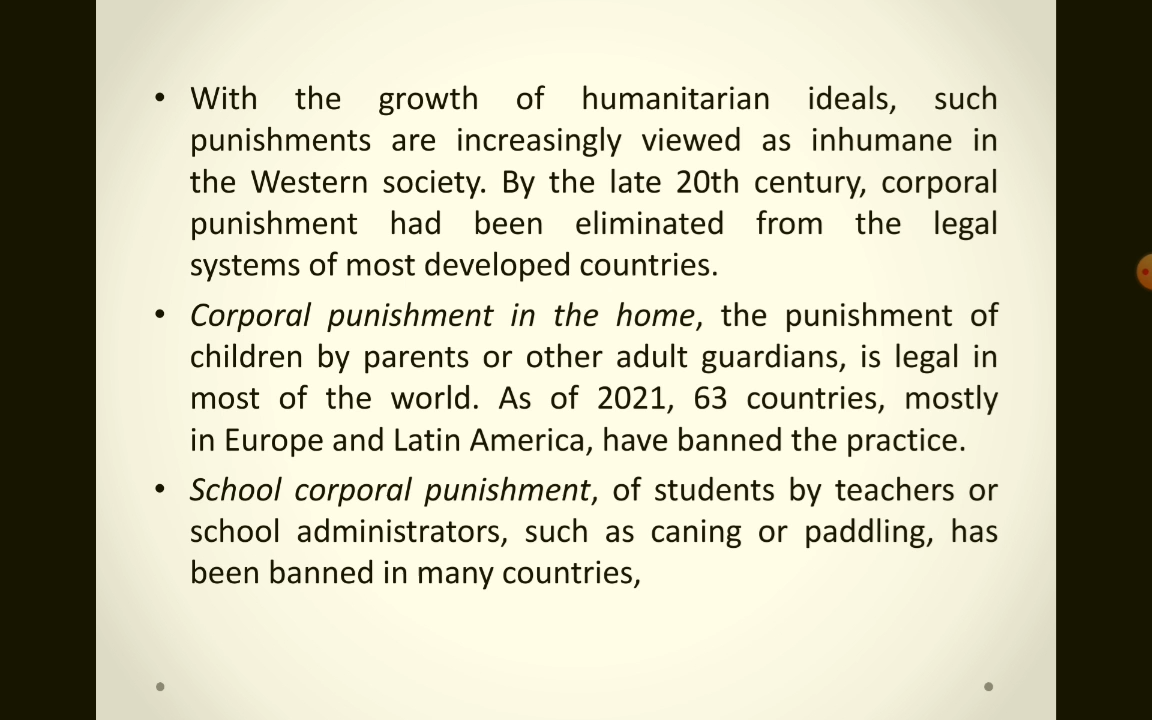 • With the growth of humanitarian ideals, such
punishments are increasingly viewed as inhumane in
the Western society. By the late 20th century, corporal
punishment had been eliminated from the legal
systems of most developed countries.
• Corporal punishment in the home, the punishment of
children by parents or other adult guardians, is legal in
most of the world. As of 2021, 63 countries, mostly
in Europe and Latin America, have banned the practice.
• School corporal punishment, of students by teachers or
school administrators, such as caning or paddling, has
been banned in many countries,